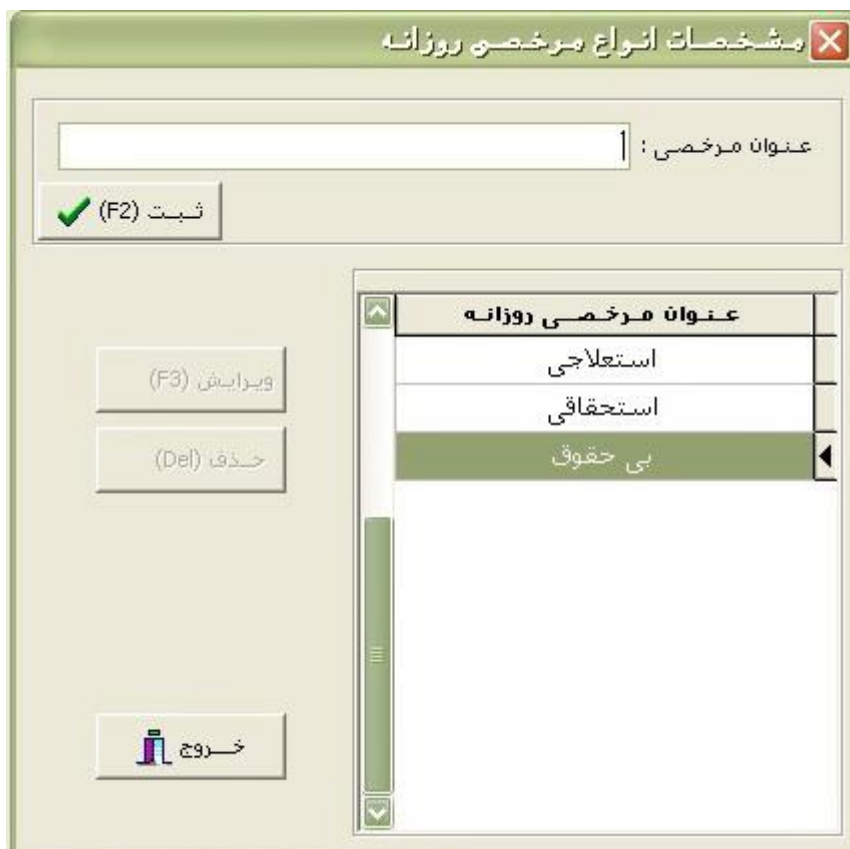 مشخصات انواع مرخصی روزانه
عنوان مرخصی :
ثبت (F2)
عنوان مرخصی روزانه
استعلاجی
استحقاقی
بی حقوق
ویرایش (F3)
حذف (Del)
خروج